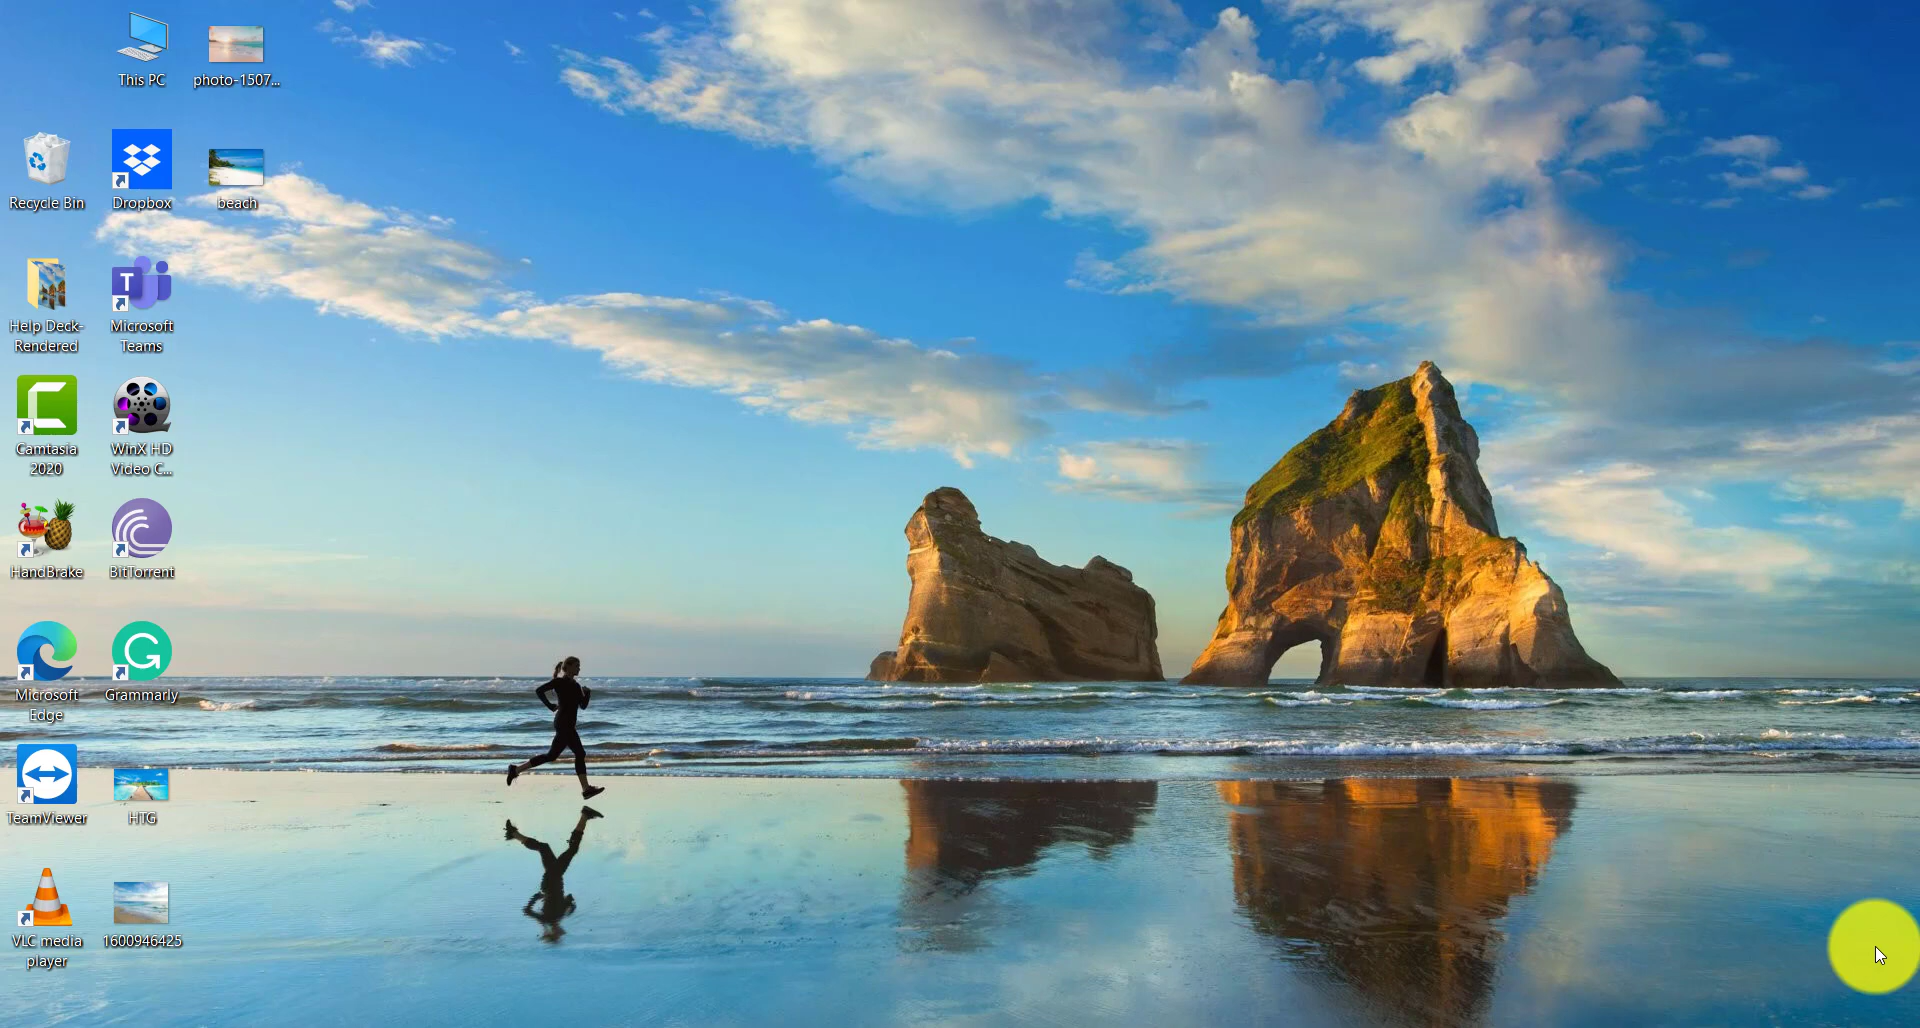 This PC
photo-1507...
Recycle Bin
Dropbox
beach
Help Deck-
Rendered
T
Microsoft
Teams
Camtasia
2020
WinX HD
Video C...
HandBrake
BitTorrent
Microsoft
Edge
G
Grammarly
TeamViewer
HTG
VLC media
player
1600946425